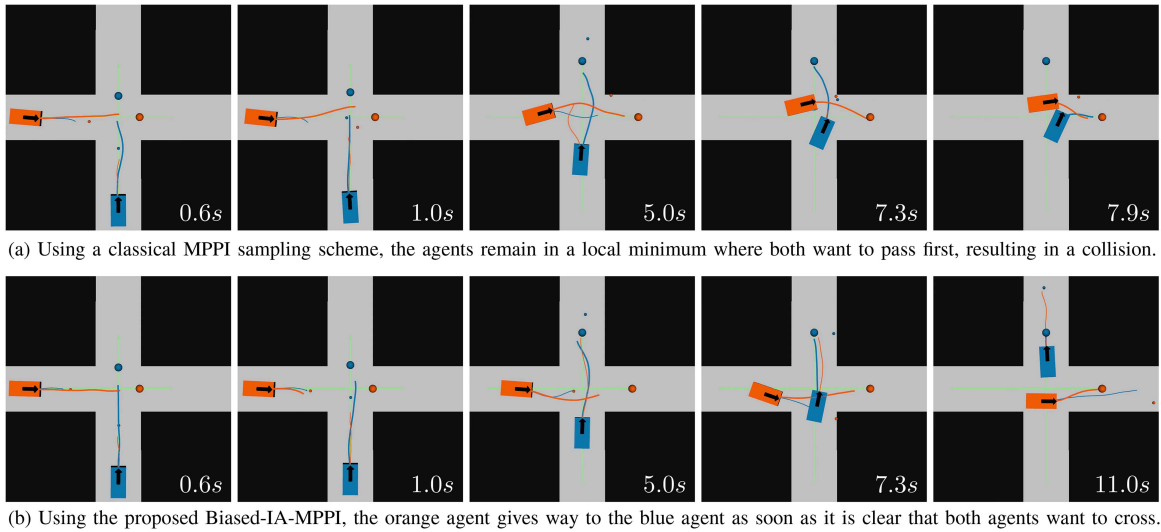 0.6s 1.0s 5.0s 7.3s 7.9s
(a) Using a classical MPPI sampling scheme, the agents remain in a local minimum where both want to pass first, resulting in a collision.
0.6s 1.0s 5.0s 7.3s 11.0s
(b) Using the proposed Biased-IA-MPPI, the orange agent gives way to the blue agent as soon as it is clear that both agents want to cross.